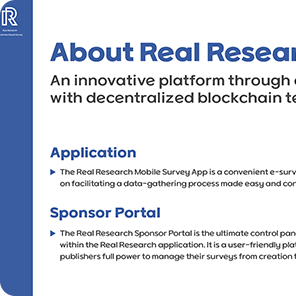 R
About Real Resear
An innovative platform through
with decentralized blockchain te
Application
▶ The Real Research Mobile Survey App is a convenient e-surv
on facilitating a data-gathering process made easy and con
Sponsor Portal
▶ The Real Research Sponsor Portal is the ultimate control pan
within the Real Research application. It is a user-friendly plat
publishers full power to manage their surveys from creation t